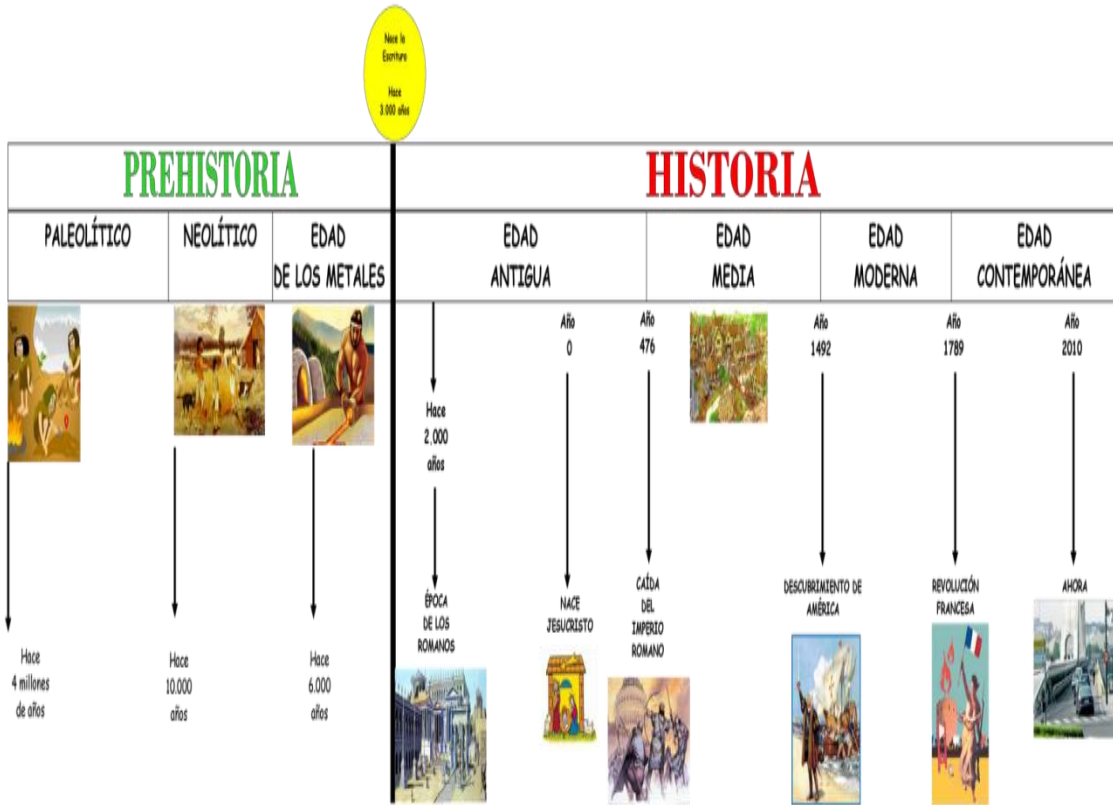 Nace la
Escritura
Hace
3.000 años
PREHISTORIA
HISTORIA
PALEOLÍTICO
NEOLÍTICO
EDAD
DE LOS METALES
EDAD
ANTIGUA
EDAD
MEDIA
EDAD
MODERNA
EDAD
CONTEMPORÁNEA
Año
0
Año
476
Año
1492
Año
1789
Año
2010
Hace
2.000
años
Hace
4 millones
de años
Hace
10.000
años
Hace
6.000
años
ÉPOCA
DE LOS
ROMANOS
NACE
JESUCRISTO
CAÍDA
DEL
IMPERIO
ROMANO
DESCUBRIMIENTO DE
AMÉRICA
REVOLUCIÓN
FRANCESA
AHORA